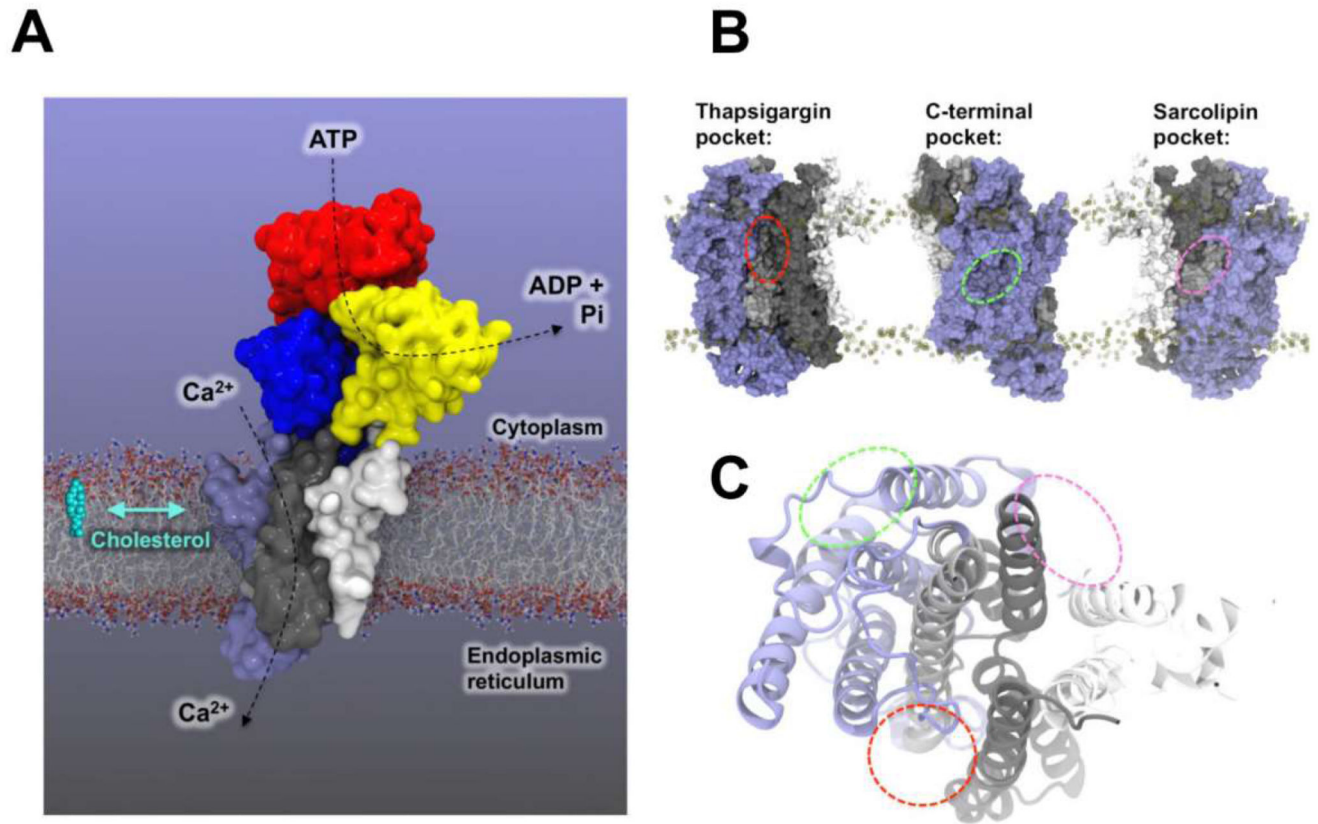 A
ATP
ADP +
Pi
Ca²⁺
Cytoplasm
Cholesterol
Endoplasmic
reticulum
Ca²⁺
B
Thapsigargin
pocket:
C-terminal
pocket:
Sarcolipin
pocket:
C